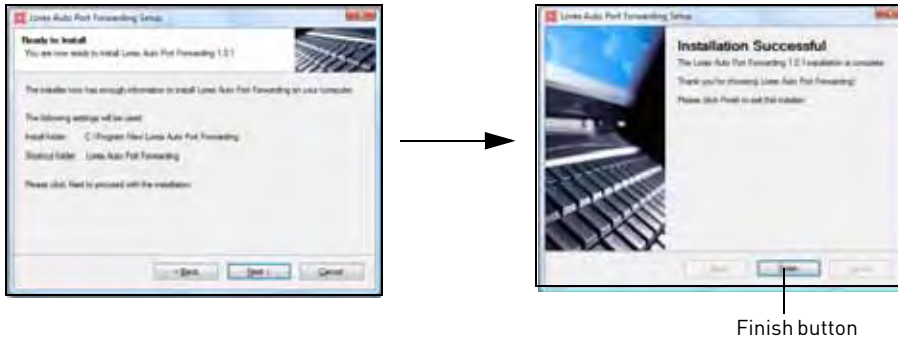 Lorex Auto Port Forwarding Setup
Ready to Install
You are now ready to install Lorex Auto Port Forwarding 1.0.1
The installer now has enough information to install Lorex Auto Port Forwarding on your computer.
The following settings will be used:
Install folder: C:\Program Files\Lorex Auto Port Forwarding
Shortcut folder: Lorex Auto Port Forwarding
Please click Next to proceed with the installation.
< Back
Next >
Cancel
Lorex Auto Port Forwarding Setup
Installation Successful
The Lorex Auto Port Forwarding 1.0.1 installation is complete.
Thank you for choosing Lorex Auto Port Forwarding!
Please click Finish to exit this installer.
Finish
Finish button